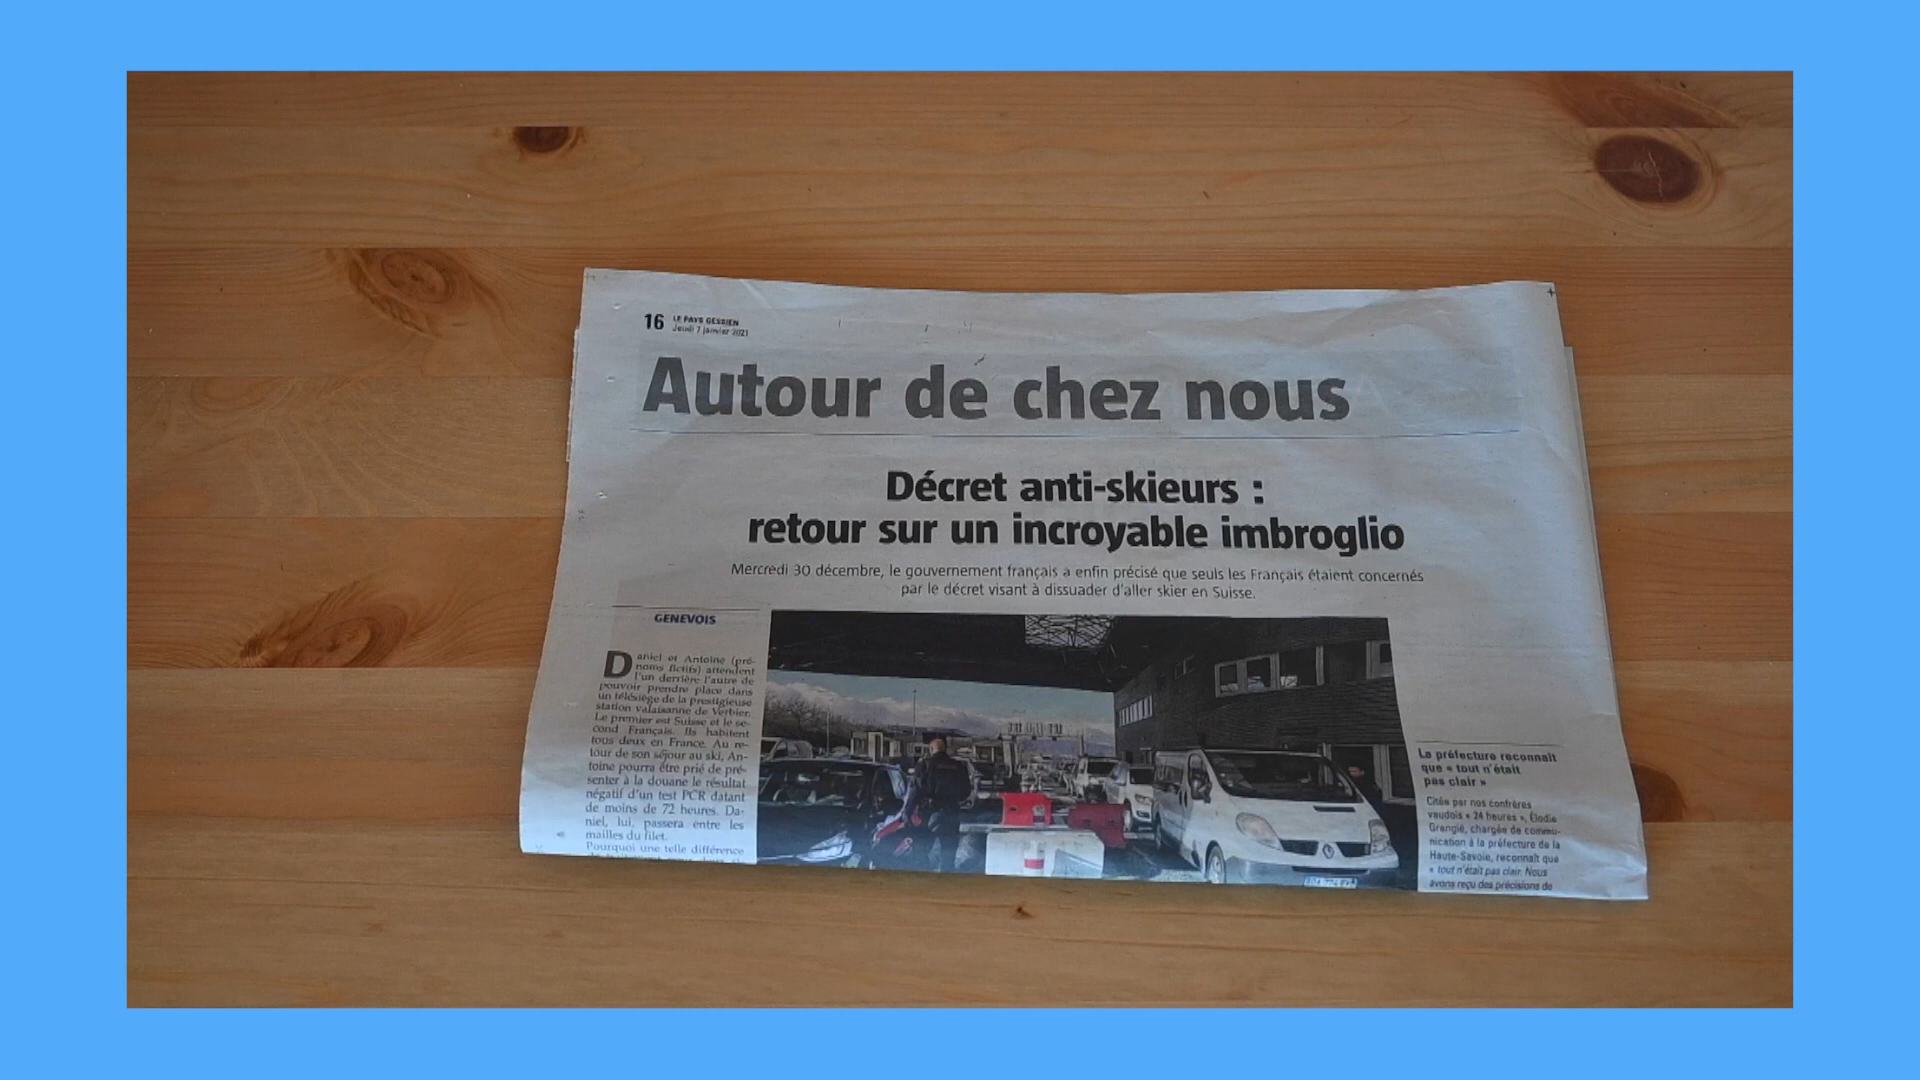 16 LE PAYS GESSIEN
Jeudi 7 janvier 2021
Autour de chez nous
Décret anti-skieurs :
retour sur un incroyable imbroglio
Mercredi 30 décembre, le gouvernement français a enfin précisé que seuls les Français étaient concernés
par le décret visant à dissuader d'aller skier en Suisse.
GENEVOIS
Daniel et Antoine (pré-
noms fictifs) attendent
l'un derrière l'autre de
pouvoir prendre place dans
un télésiège de la prestigieuse
station valaisanne de Verbier.
Le premier est Suisse et le se-
cond Français. Ils habitent
tous deux en France. Au re-
tour de son séjour au ski, An-
toine pourra être prié de pré-
senter à la douane le résultat
négatif d'un test PCR datant
de moins de 72 heures. Da-
niel, lui, passera entre les
mailles du filet.
Pourquoi une telle différence
La préfecture reconnaît
que « tout n'était
pas clair »
Citée par nos confrères
vaudois « 24 heures », Élodie
Grangié, chargée de commu-
nication à la préfecture de la
Haute-Savoie, reconnaît que
« tout n'était pas clair. Nous
avons reçu des précisions de